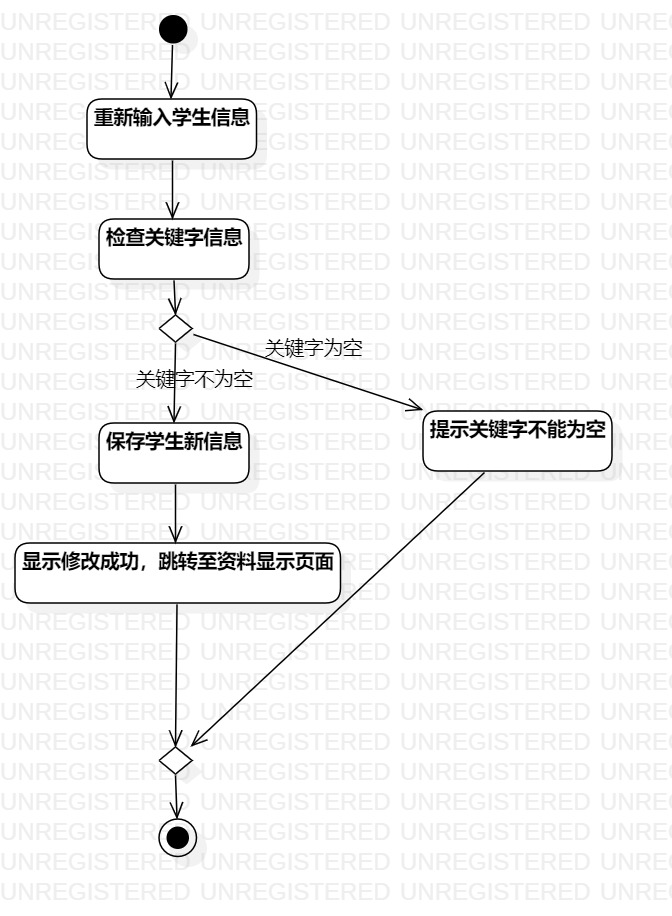 重新输入学生信息
检查关键字信息
关键字为空
关键字不为空
提示关键字不能为空
保存学生新信息
显示修改成功，跳转至资料显示页面
UNREGISTERED